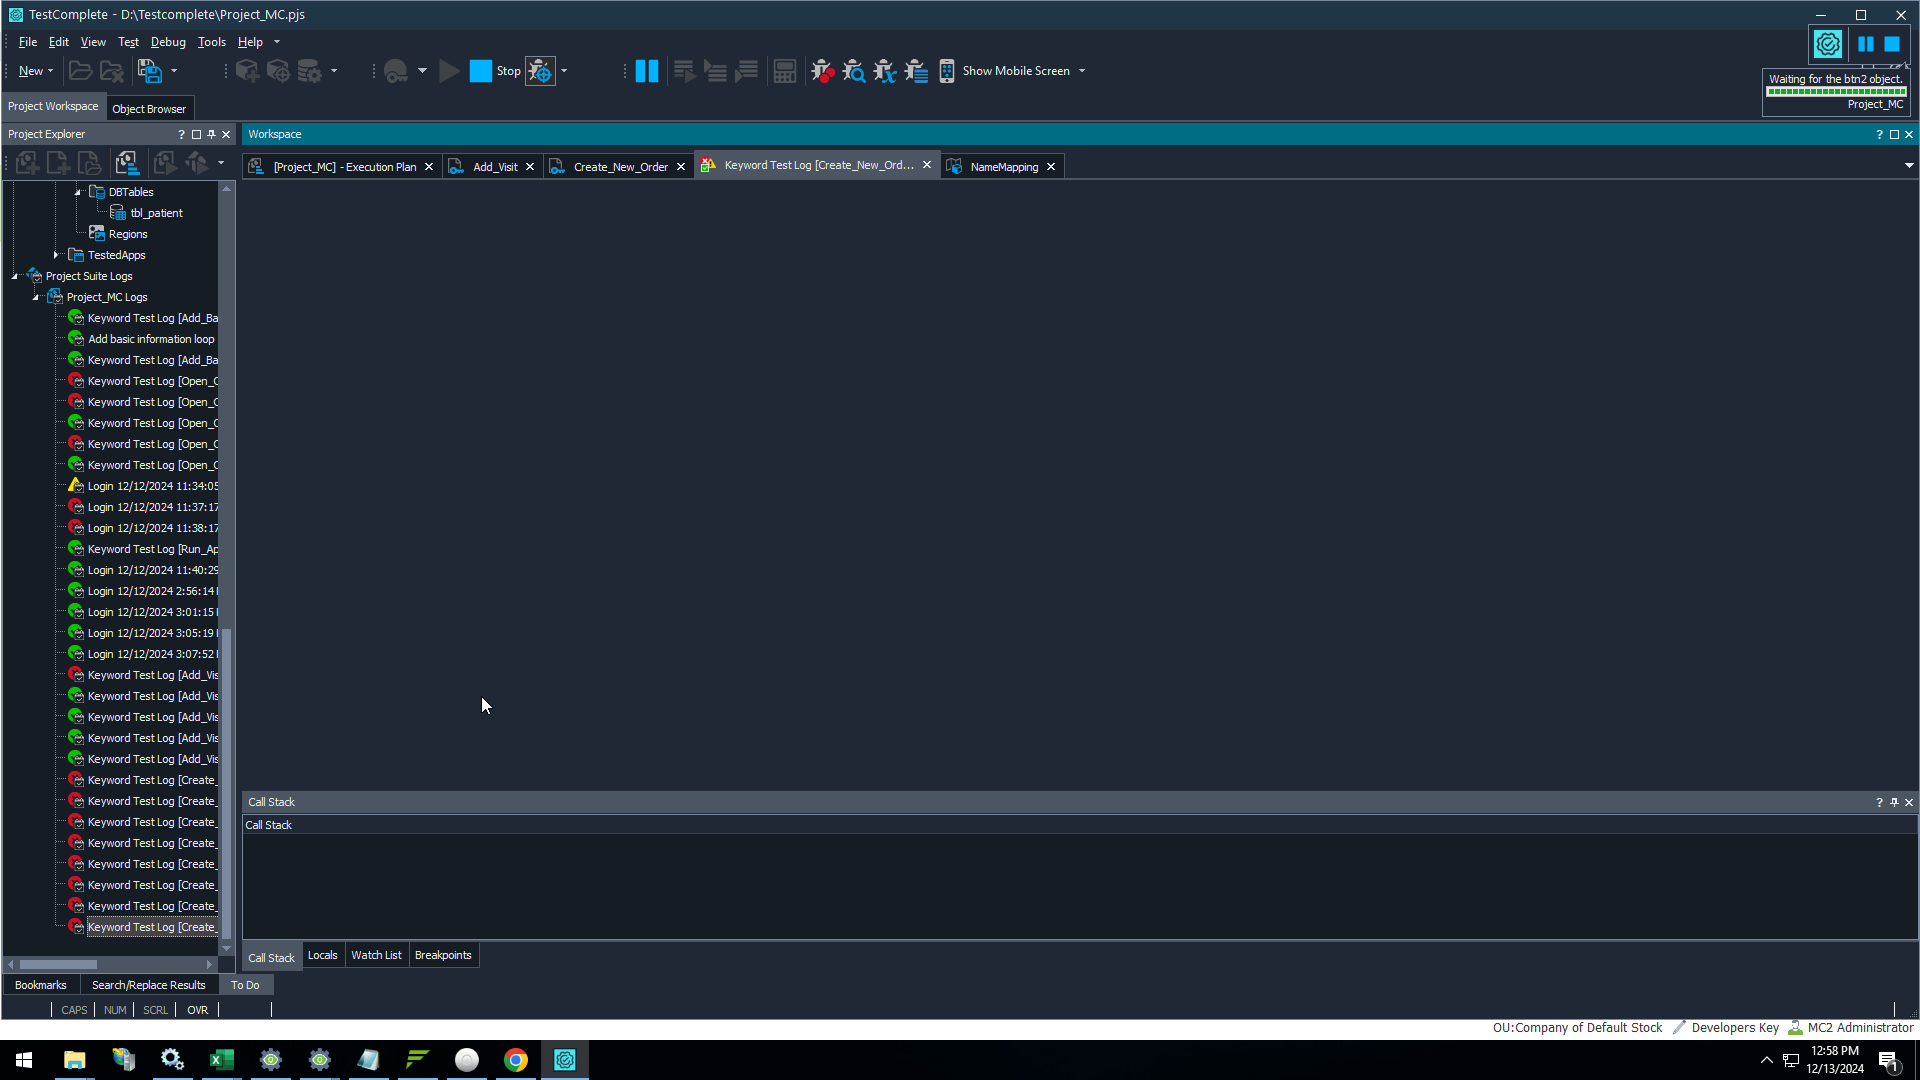 TestComplete - D:\Testcomplete\Project_MC.pjs
File Edit View Test Debug Tools Help
New Stop Show Mobile Screen
Waiting for the btn2 object.
Project_MC
Project Workspace Object Browser
Project Explorer ? Workspace ?
[Project_MC] - Execution Plan Add_Visit Create_New_Order Keyword Test Log [Create_New_Ord... NameMapping
DBTables
tbl_patient
Regions
TestedApps
Project Suite Logs
Project_MC Logs
Keyword Test Log [Add_Ba
Add basic information loop
Keyword Test Log [Add_Ba
Keyword Test Log [Open_C
Keyword Test Log [Open_C
Keyword Test Log [Open_C
Keyword Test Log [Open_C
Keyword Test Log [Open_C
Login 12/12/2024 11:34:05
Login 12/12/2024 11:37:17
Login 12/12/2024 11:38:17
Keyword Test Log [Run_Ap
Login 12/12/2024 11:40:29
Login 12/12/2024 2:56:14
Login 12/12/2024 3:01:15
Login 12/12/2024 3:05:19
Login 12/12/2024 3:07:52
Keyword Test Log [Add_Vis
Keyword Test Log [Add_Vis
Keyword Test Log [Add_Vis
Keyword Test Log [Add_Vis
Keyword Test Log [Add_Vis
Keyword Test Log [Create_
Keyword Test Log [Create_
Keyword Test Log [Create_
Keyword Test Log [Create_
Keyword Test Log [Create_
Keyword Test Log [Create_
Keyword Test Log [Create_
Keyword Test Log [Create_
Call Stack ?
Call Stack
Call Stack Locals Watch List Breakpoints
Bookmarks Search/Replace Results To Do
CAPS NUM SCRL OVR
OU:Company of Default Stock Developers Key MC2 Administrator
12:58 PM
12/13/2024
1